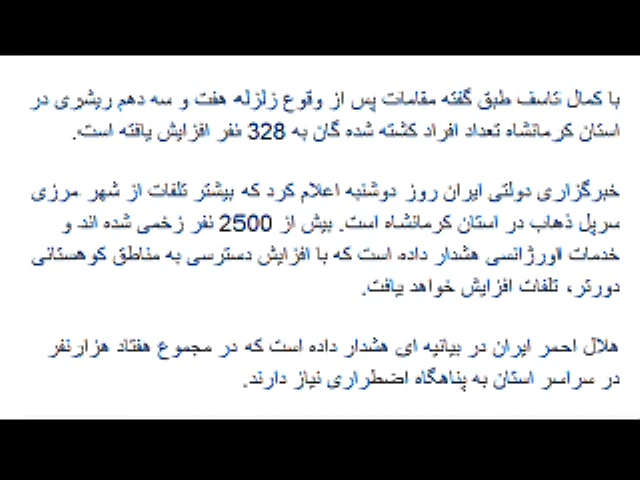 با کمال تاسف طبق گفته مقامات پس از وقوع زلزله هفت و سه دهم ریشری در
استان کرمانشاه تعداد افراد کشته شده گان به 328 نفر افزایش یافته است.
خبرگزاری دولتی ایران روز دوشنبه اعلام کرد که بیشتر تلفات از شهر مرزی
سرپل ذهاب در استان کرمانشاه است. بیش از 2500 نفر زخمی شده اند و
خدمات اورژانسی هشدار داده است که با افزایش دسترسی به مناطق کوهستانی
دورتر، تلفات افزایش خواهد یافت.
هلال احمر ایران در بیانیه ای هشدار داده است که در مجموع هفتاد هزارنفر
در سراسر استان به پناهگاه اضطراری نیاز دارند.